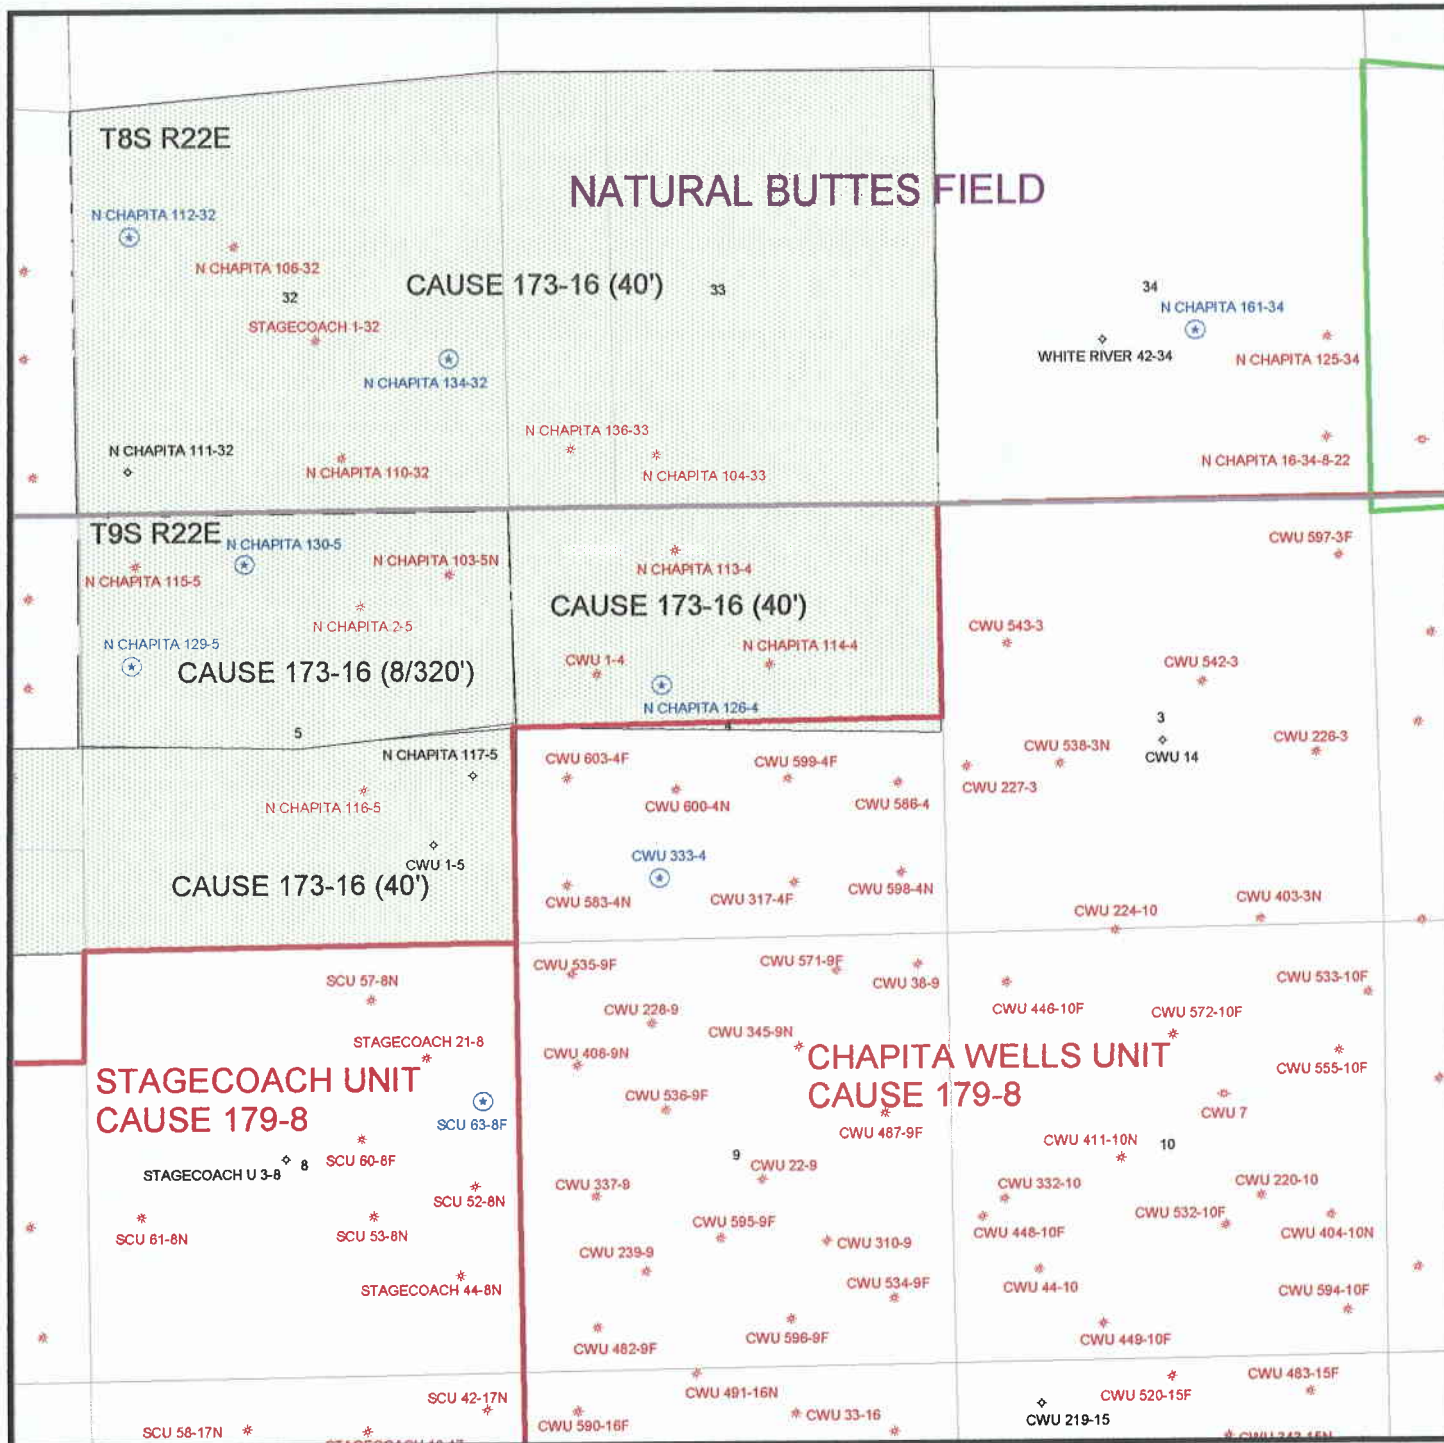 T8S R22E
NATURAL BUTTES FIELD
N CHAPITA 112-32
N CHAPITA 106-32
CAUSE 173-16 (40')
33
34
32
N CHAPITA 161-34
STAGECOACH 1-32
WHITE RIVER 42-34
N CHAPITA 125-34
N CHAPITA 134-32
N CHAPITA 136-33
N CHAPITA 111-32
N CHAPITA 110-32
N CHAPITA 104-33
N CHAPITA 16-34-8-22
T9S R22E
N CHAPITA 130-5
N CHAPITA 103-5N
N CHAPITA 115-5
N CHAPITA 113-4
CWU 597-3F
CAUSE 173-16 (40')
N CHAPITA 2-5
CWU 543-3
N CHAPITA 129-5
N CHAPITA 114-4
CWU 1-4
CWU 542-3
CAUSE 173-16 (8/320')
N CHAPITA 126-4
4
3
5
CWU 226-3
N CHAPITA 117-5
CWU 603-4F
CWU 599-4F
CWU 538-3N
CWU 14
CWU 227-3
N CHAPITA 116-5
CWU 600-4N
CWU 586-4
CWU 333-4
CWU 1-5
CAUSE 173-16 (40')
CWU 583-4N
CWU 317-4F
CWU 598-4N
CWU 224-10
CWU 403-3N
CWU 535-9F
CWU 571-9F
CWU 38-9
CWU 533-10F
SCU 57-8N
CWU 228-9
CWU 446-10F
CWU 572-10F
STAGECOACH 21-8
CWU 345-9N
CWU 408-9N
CHAPITA WELLS UNIT
CAUSE 179-8
CWU 555-10F
STAGECOACH UNIT
CAUSE 179-8
CWU 536-9F
CWU 7
SCU 63-8F
CWU 487-9F
CWU 411-10N
10
9
SCU 60-8F
8
STAGECOACH U 3-8
CWU 22-9
CWU 337-9
CWU 332-10
CWU 220-10
SCU 52-8N
CWU 532-10F
SCU 61-8N
SCU 53-8N
CWU 595-9F
CWU 310-9
CWU 448-10F
CWU 404-10N
CWU 239-9
CWU 534-9F
CWU 44-10
CWU 594-10F
STAGECOACH 44-8N
CWU 482-9F
CWU 596-9F
CWU 449-10F
CWU 483-15F
CWU 491-16N
CWU 520-15F
SCU 42-17N
CWU 590-16F
CWU 33-16
CWU 219-15
SCU 58-17N